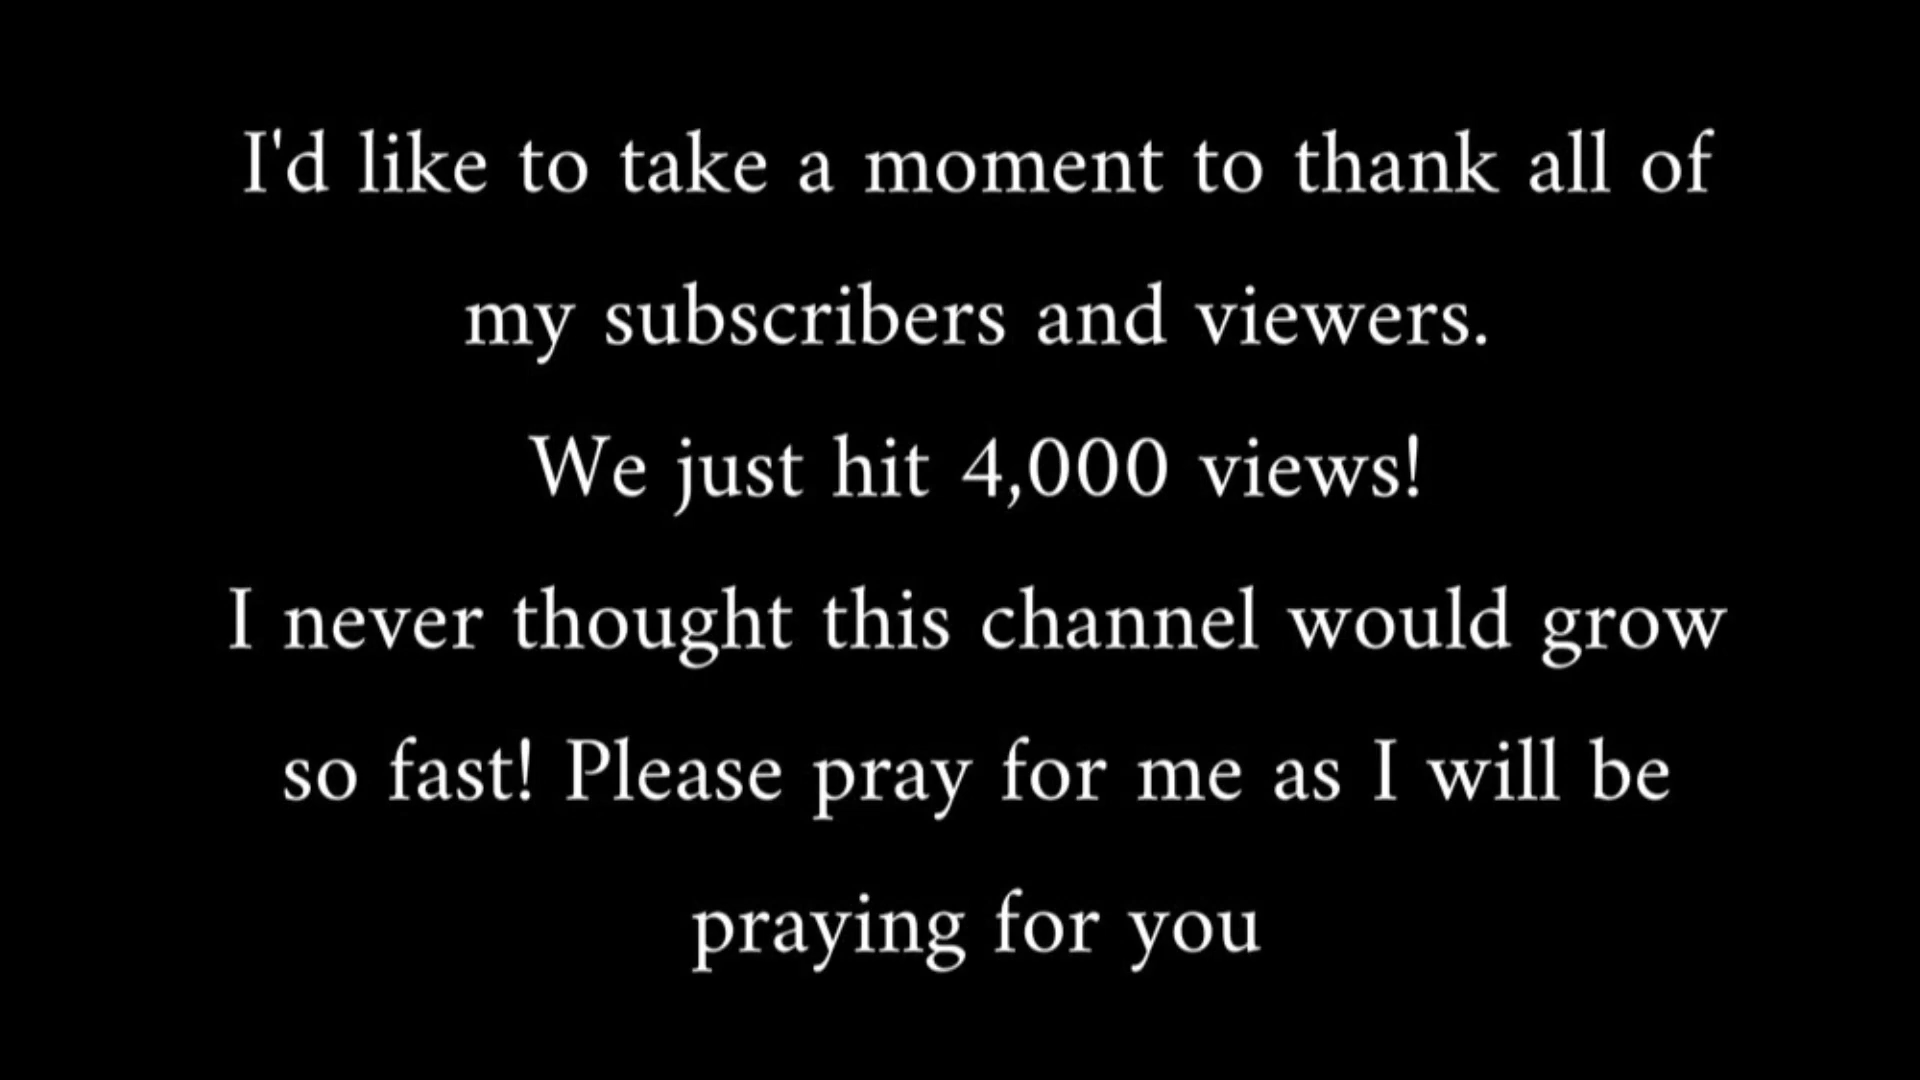 I'd like to take a moment to thank all of
my subscribers and viewers.
We just hit 4,000 views!
I never thought this channel would grow
so fast! Please pray for me as I will be
praying for you